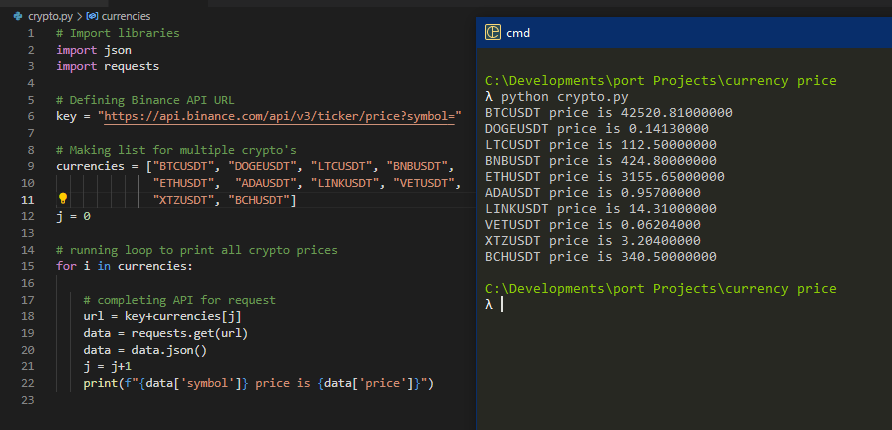 crypto.py > currencies
1 # Import libraries
2 import json
3 import requests
4
5 # Defining Binance API URL
6 key = "https://api.binance.com/api/v3/ticker/price?symbol="
7
8 # Making list for multiple crypto's
9 currencies = ["BTCUSDT", "DOGEUSDT", "LTCUSDT", "BNBUSDT",
10 "ETHUSDT",  "ADAUSDT", "LINKUSDT", "VETUSDT",
11 "XTZUSDT", "BCHUSDT"]
12 j = 0
13
14 # running loop to print all crypto prices
15 for i in currencies:
16
17 # completing API for request
18 url = key+currencies[j]
19 data = requests.get(url)
20 data = data.json()
21 j = j+1
22 print(f"{data['symbol']} price is {data['price']}")
23
cmd
C:\Developments\port Projects\currency price
λ python crypto.py
BTCUSDT price is 42520.81000000
DOGEUSDT price is 0.14130000
LTCUSDT price is 112.50000000
BNBUSDT price is 424.80000000
ETHUSDT price is 3155.65000000
ADAUSDT price is 0.95700000
LINKUSDT price is 14.31000000
VETUSDT price is 0.06204000
XTZUSDT price is 3.20400000
BCHUSDT price is 340.50000000
C:\Developments\port Projects\currency price
λ